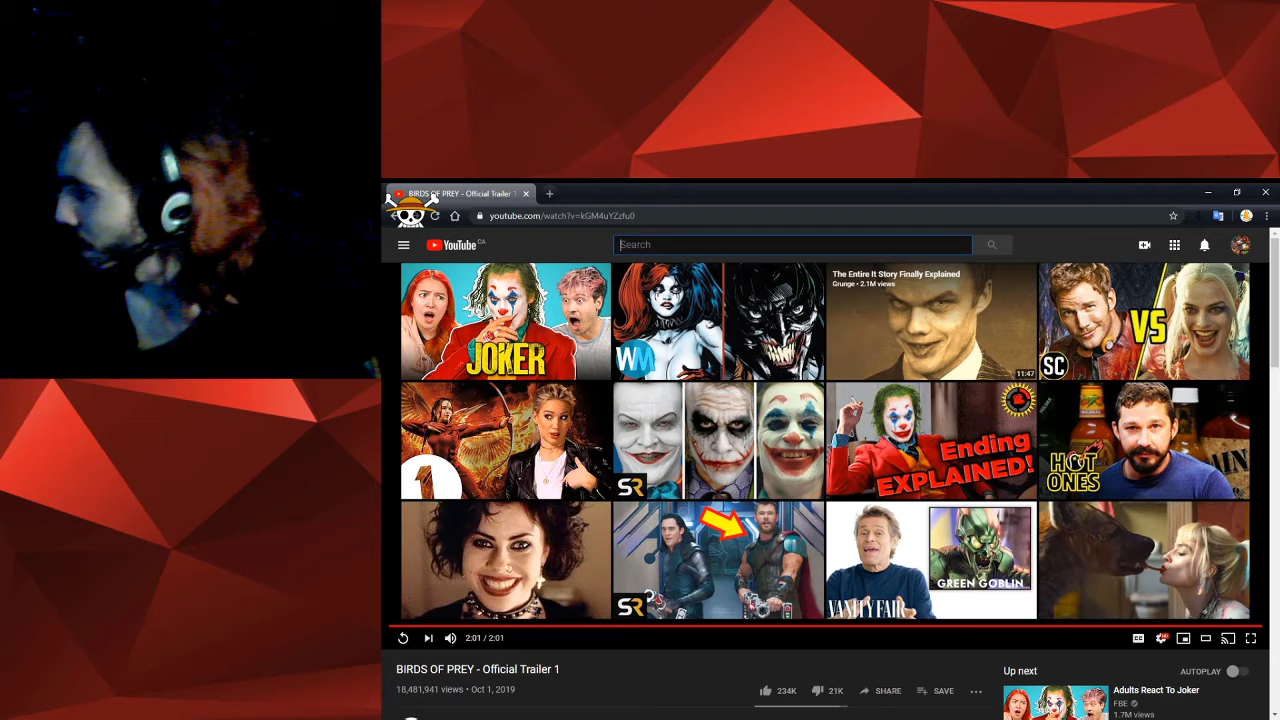 BIRDS OF PREY - Official Trailer 1
youtube.com/watch?v=kGM4uYZzfu0
YouTube CA
Search
JOKER
WM
The Entire It Story Finally Explained
Grunge • 2.1M views
11:47
VS
SC
1
SR
Ending
EXPLAINED!
HOT
ONES
SR
VANITY FAIR
GREEN GOBLIN
2:01 / 2:01
CC
HD
BIRDS OF PREY - Official Trailer 1
18,481,941 views • Oct 1, 2019
234K
21K
SHARE
SAVE
Up next
AUTOPLAY
Adults React To Joker
FBE
1.7M views